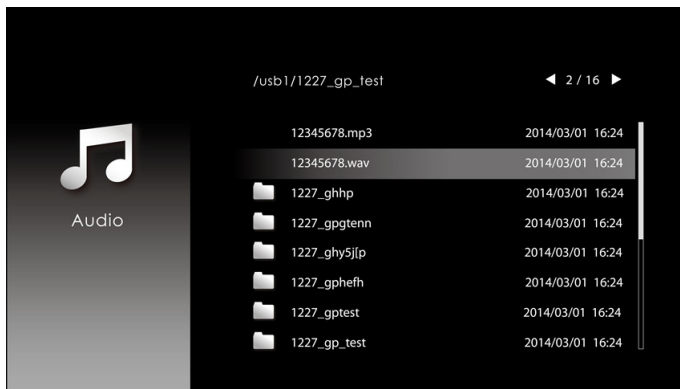 /usb1/1227_gp_test ◀ 2 / 16 ▶
12345678.mp3 2014/03/01 16:24
12345678.wav 2014/03/01 16:24
1227_ghhp 2014/03/01 16:24
Audio
1227_gpgtenn 2014/03/01 16:24
1227_ghy5j[p 2014/03/01 16:24
1227_gphefh 2014/03/01 16:24
1227_gptest 2014/03/01 16:24
1227_gp_test 2014/03/01 16:24